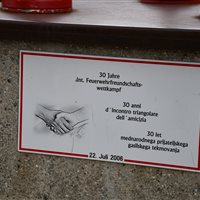 30 Jahre
int. Feuerwehrfreundschafts-
wettkampf
30 anni
d´incontro triangolare
dell´amicizia
30 let
mednarodnega prijateljskega
gasilskega tekmovanja
22. Juli 2006